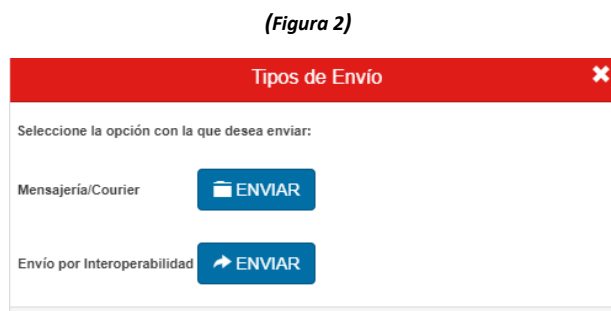 (Figura 2)
Tipos de Envío
Seleccione la opción con la que desea enviar:
Mensajería/Courier ENVIAR
Envío por Interoperabilidad ENVIAR